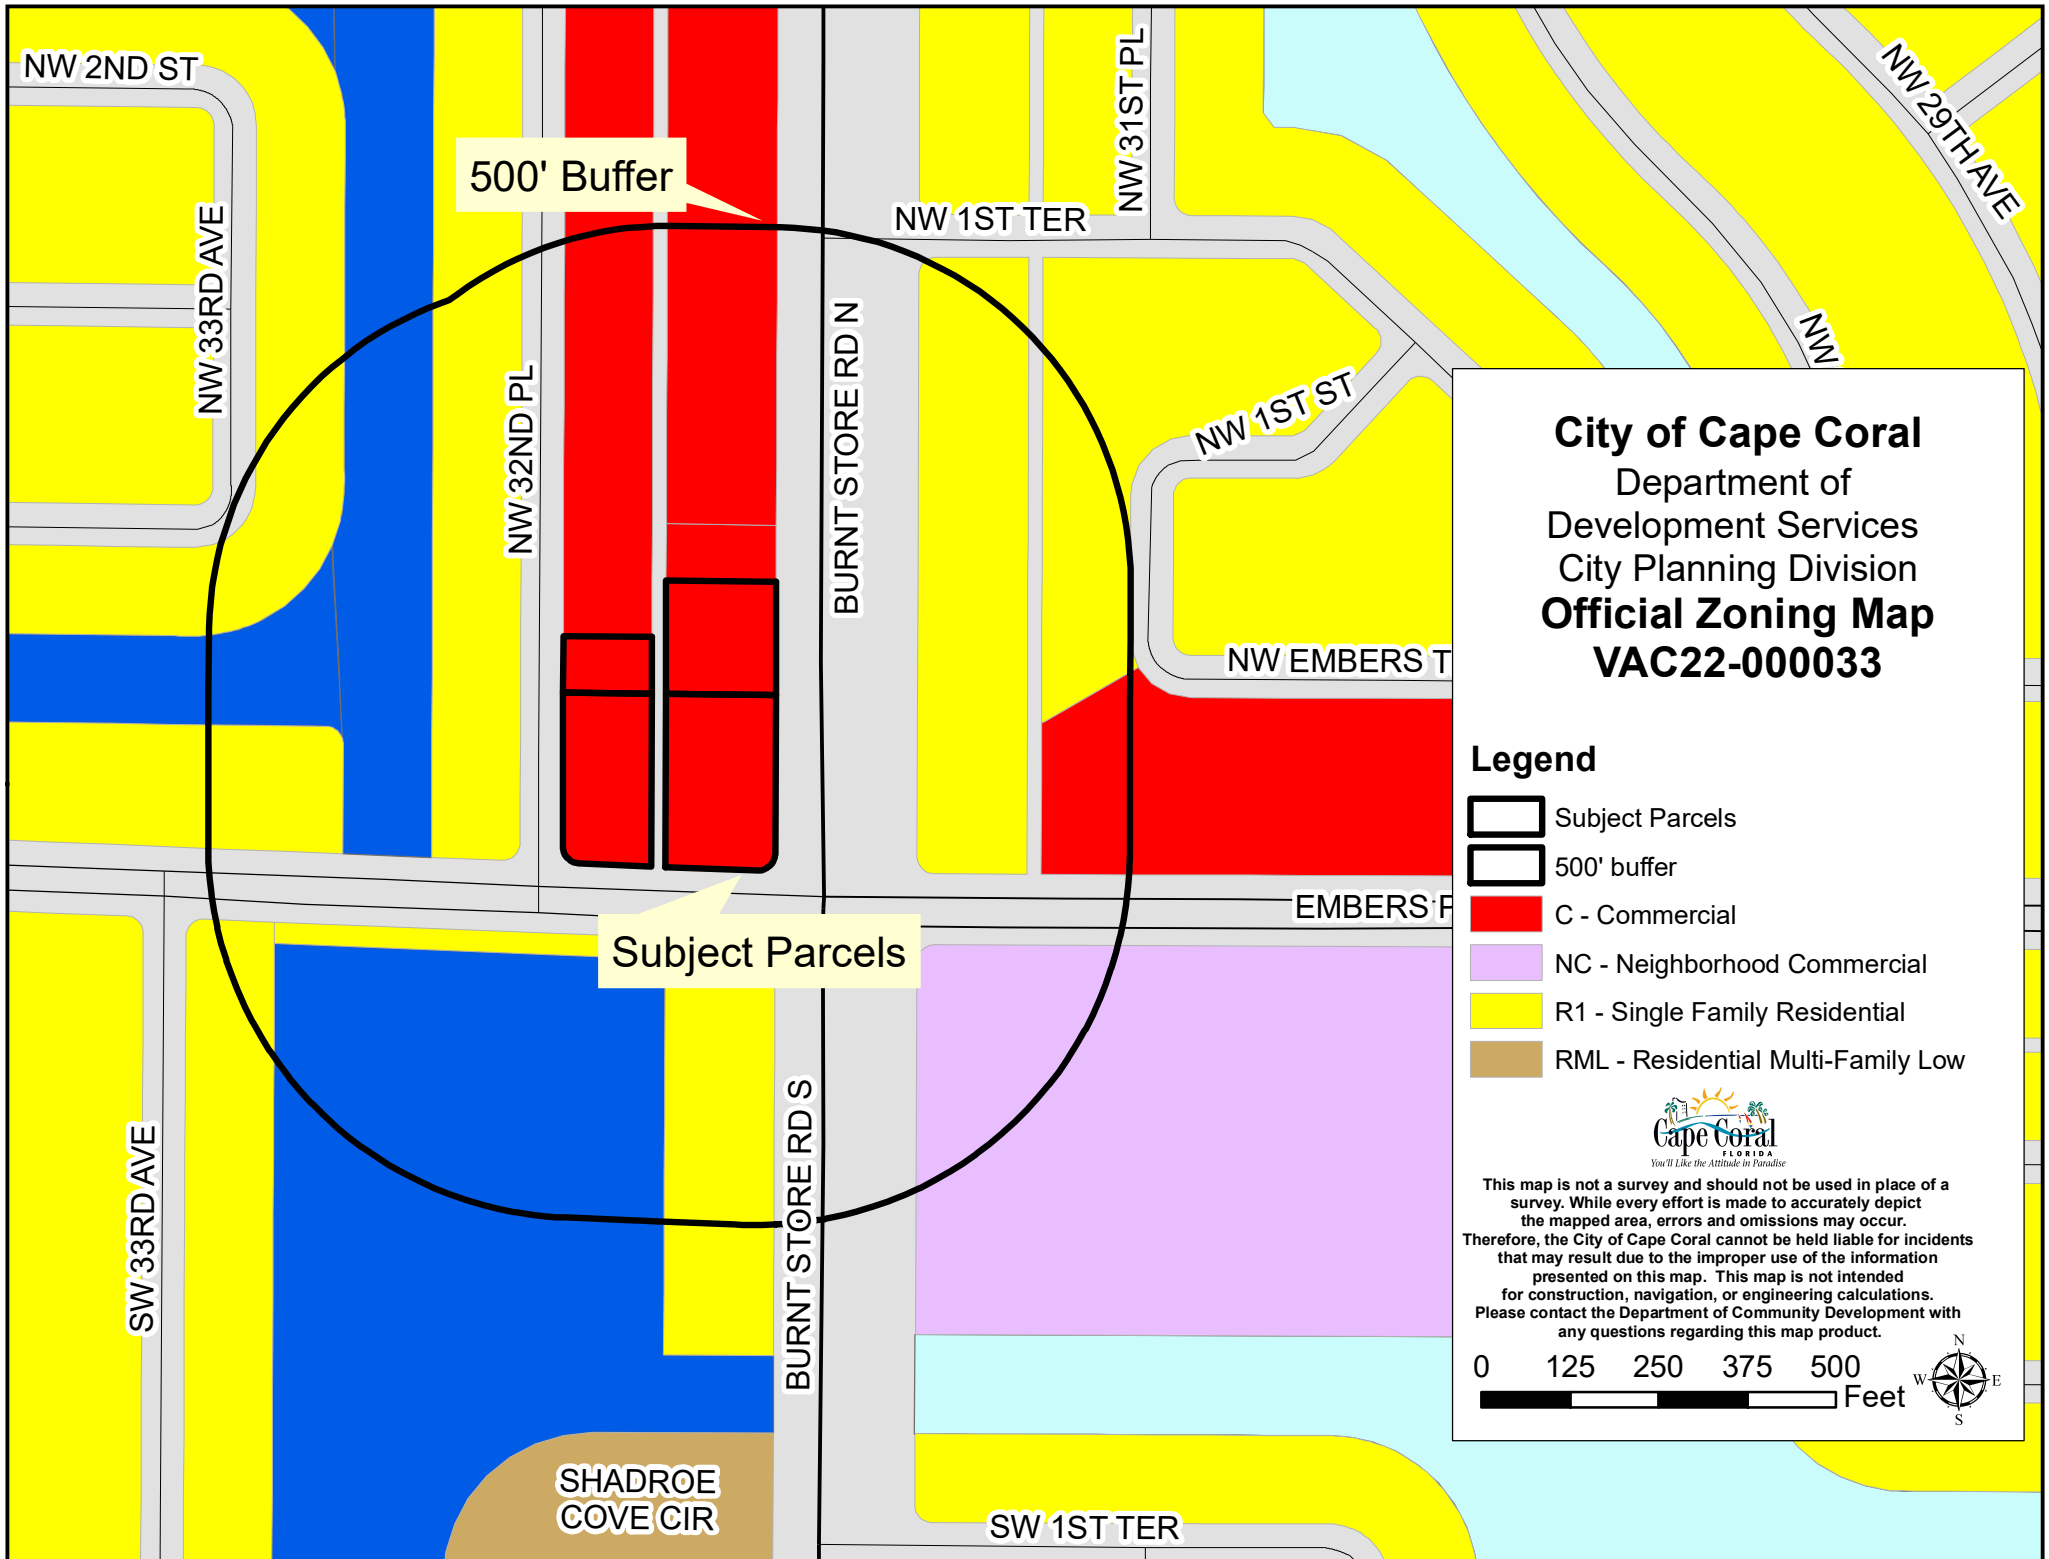 NW 2ND ST
500' Buffer
NW 31ST PL
NW 29TH AVE
NW 1ST TER
NW 33RD AVE
BURNT STORE RD N
NW
NW 32ND PL
NW 1ST ST
NW EMBERS T
EMBERS
Subject Parcels
SW 33RD AVE
BURNT STORE RD S
SHADROE
COVE CIR
SW 1ST TER
City of Cape Coral
Department of
Development Services
City Planning Division
Official Zoning Map
VAC22-000033
Legend
Subject Parcels
500' buffer
C - Commercial
NC - Neighborhood Commercial
R1 - Single Family Residential
RML - Residential Multi-Family Low
Cape Coral
FLORIDA
You'll Like the Attitude in Paradise
This map is not a survey and should not be used in place of a
survey. While every effort is made to accurately depict
the mapped area, errors and omissions may occur.
Therefore, the City of Cape Coral cannot be held liable for incidents
that may result due to the improper use of the information
presented on this map. This map is not intended
for construction, navigation, or engineering calculations.
Please contact the Department of Community Development with
any questions regarding this map product.
N
W E
S
0 125 250 375 500
Feet